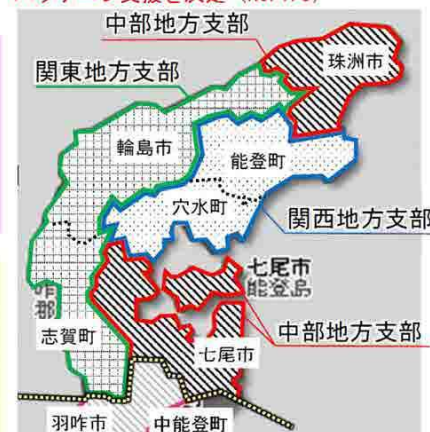 中部地方支部
珠洲市
関東地方支部
輪島市
能登町
穴水町
関西地方支部
七尾市
能登島
志賀町
中部地方支部
七尾市
羽咋市
中能登町